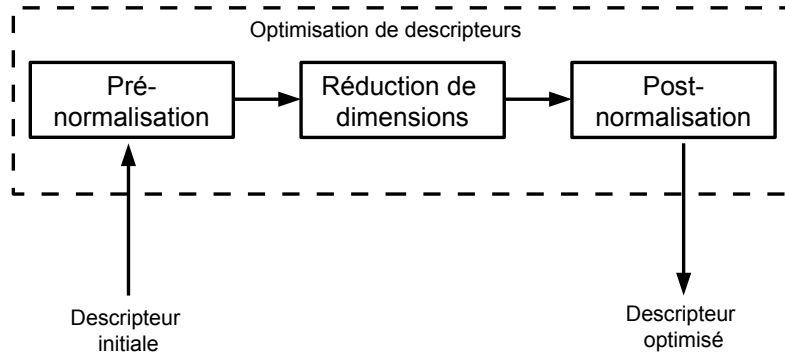 Optimisation de descripteurs
Pré-
normalisation
Réduction de
dimensions
Post-
normalisation
Descripteur
initiale
Descripteur
optimisé